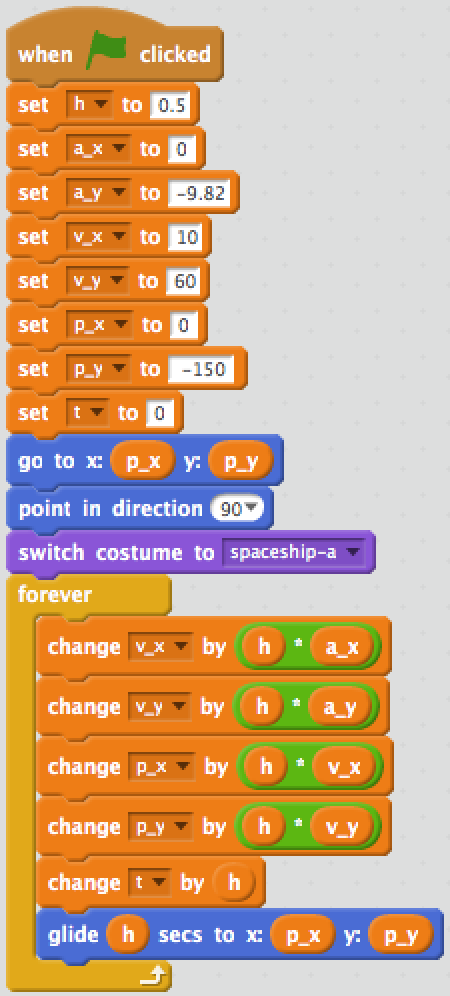 when clicked
set h to 0.5
set a_x to 0
set a_y to -9.82
set v_x to 10
set v_y to 60
set p_x to 0
set p_y to -150
set t to 0
go to x: p_x y: p_y
point in direction 90
switch costume to spaceship-a
forever
change v_x by h * a_x
change v_y by h * a_y
change p_x by h * v_x
change p_y by h * v_y
change t by h
glide h secs to x: p_x y: p_y